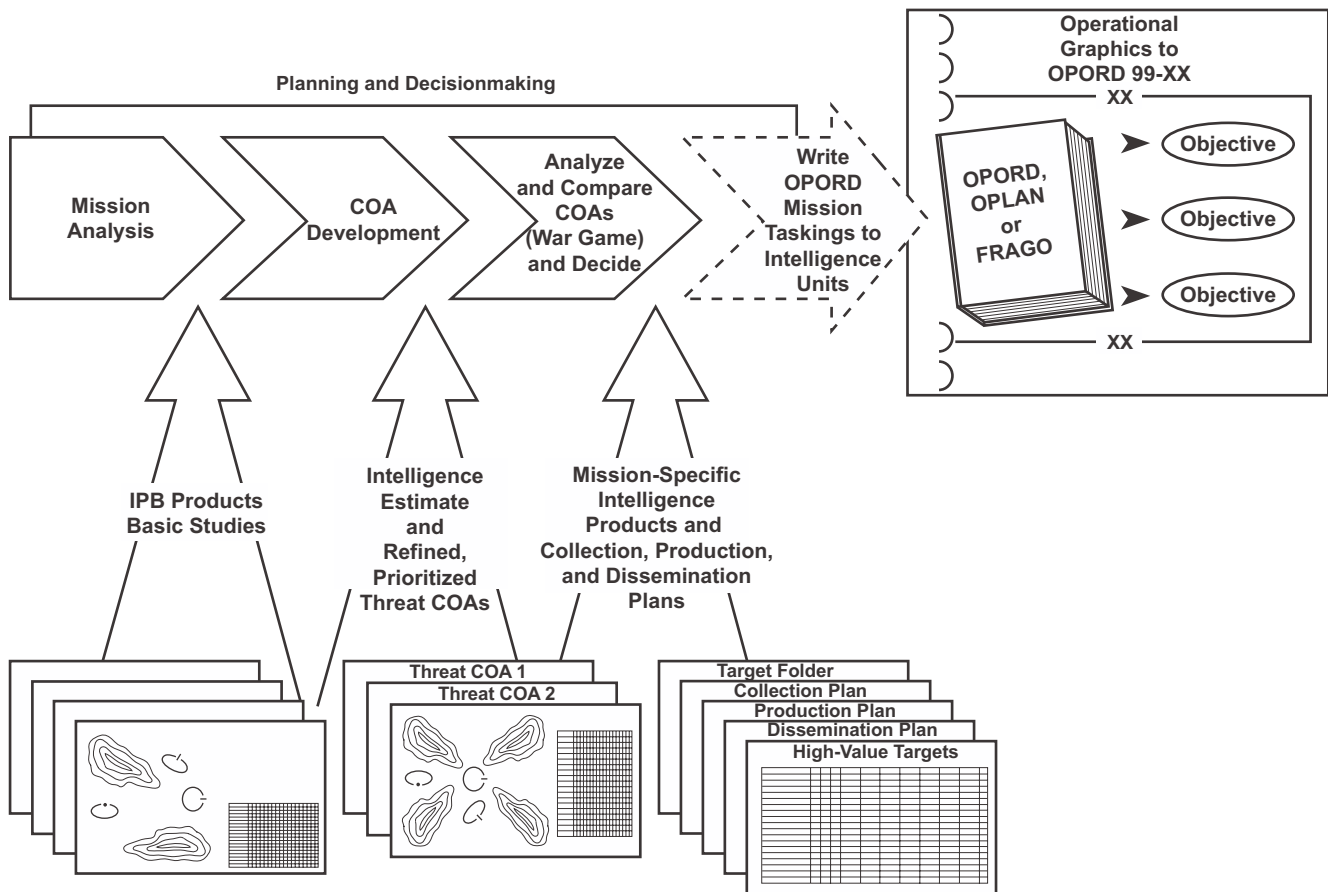 Planning and Decisionmaking
Mission
Analysis
COA
Development
Analyze
and Compare
COAs
(War Game)
and Decide
Write
OPORD
Mission
Taskings to
Intelligence
Units
Operational
Graphics to
OPORD 99-XX
XX
OPORD,
OPLAN
or
FRAGO
Objective
Objective
Objective
XX
IPB Products
Basic Studies
Intelligence
Estimate
and
Refined,
Prioritized
Threat COAs
Mission-Specific
Intelligence
Products and
Collection, Production,
and Dissemination
Plans
Threat COA 1
Threat COA 2
Target Folder
Collection Plan
Production Plan
Dissemination Plan
High-Value Targets